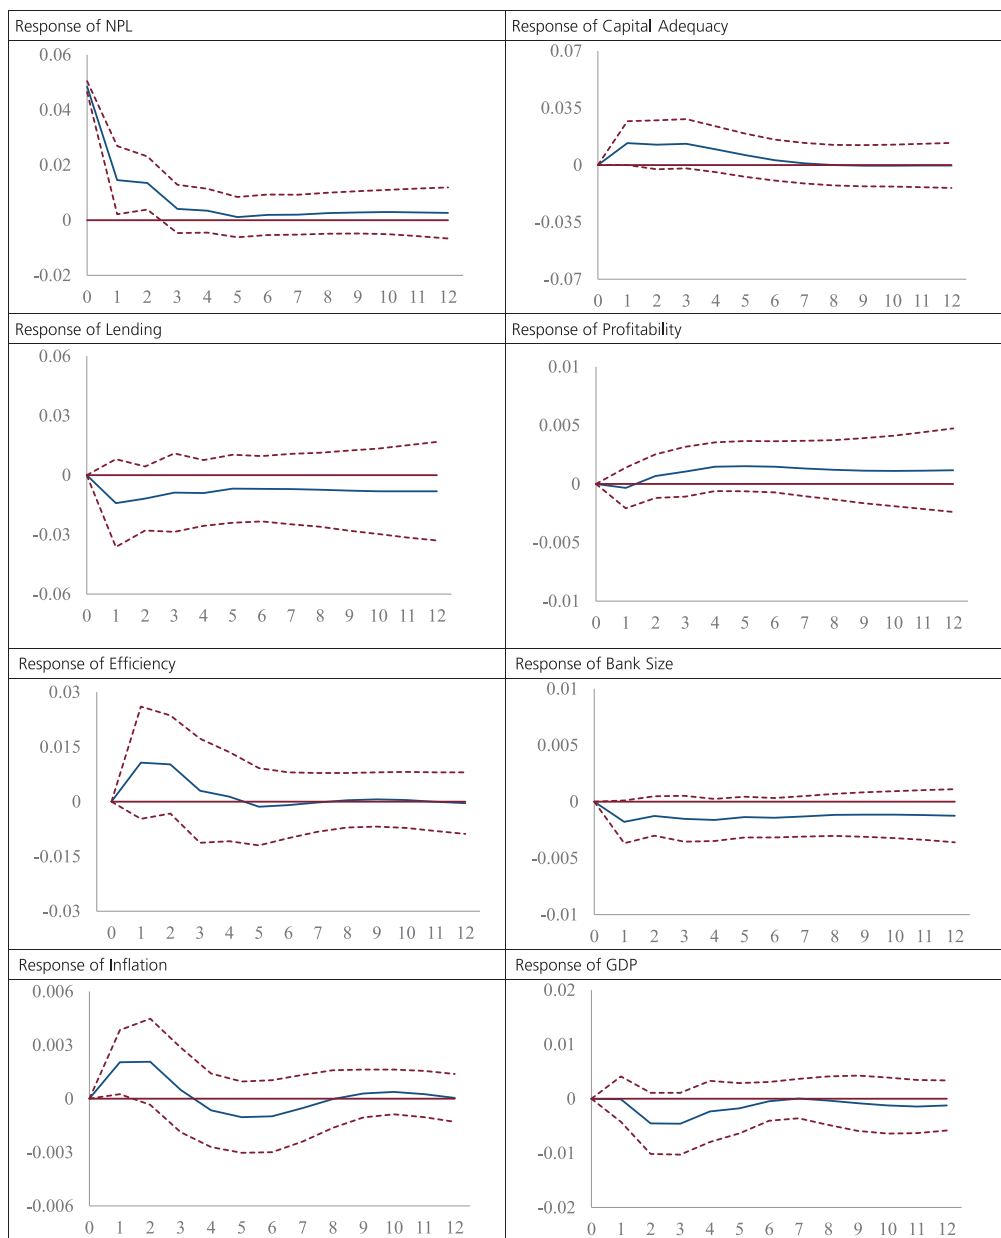 Response of NPL
0.06
0.04
0.02
0
-0.02
0 1 2 3 4 5 6 7 8 9 10 11 12
Response of Capital Adequacy
0.07
0.035
0
-0.035
-0.07
0 1 2 3 4 5 6 7 8 9 10 11 12
Response of Lending
0.06
0.03
0
-0.03
-0.06
0 1 2 3 4 5 6 7 8 9 10 11 12
Response of Profitability
0.01
0.005
0
-0.005
-0.01
0 1 2 3 4 5 6 7 8 9 10 11 12
Response of Efficiency
0.03
0.015
0
-0.015
-0.03
0 1 2 3 4 5 6 7 8 9 10 11 12
Response of Bank Size
0.01
0.005
0
-0.005
-0.01
0 1 2 3 4 5 6 7 8 9 10 11 12
Response of Inflation
0.006
0.003
0
-0.003
-0.006
0 1 2 3 4 5 6 7 8 9 10 11 12
Response of GDP
0.02
0.01
0
-0.01
-0.02
0 1 2 3 4 5 6 7 8 9 10 11 12